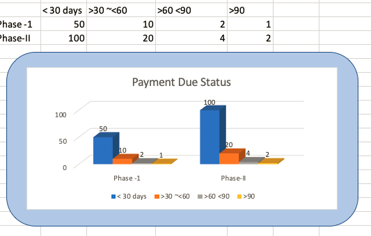 < 30 days >30 ~<60 >60 <90 >90
Phase -1 50 10 2 1
Phase-II 100 20 4 2
Payment Due Status
100
50
0
50 10 2 1
100 20 4 2
Phase -1 Phase-II
< 30 days >30 ~<60 >60 <90 >90